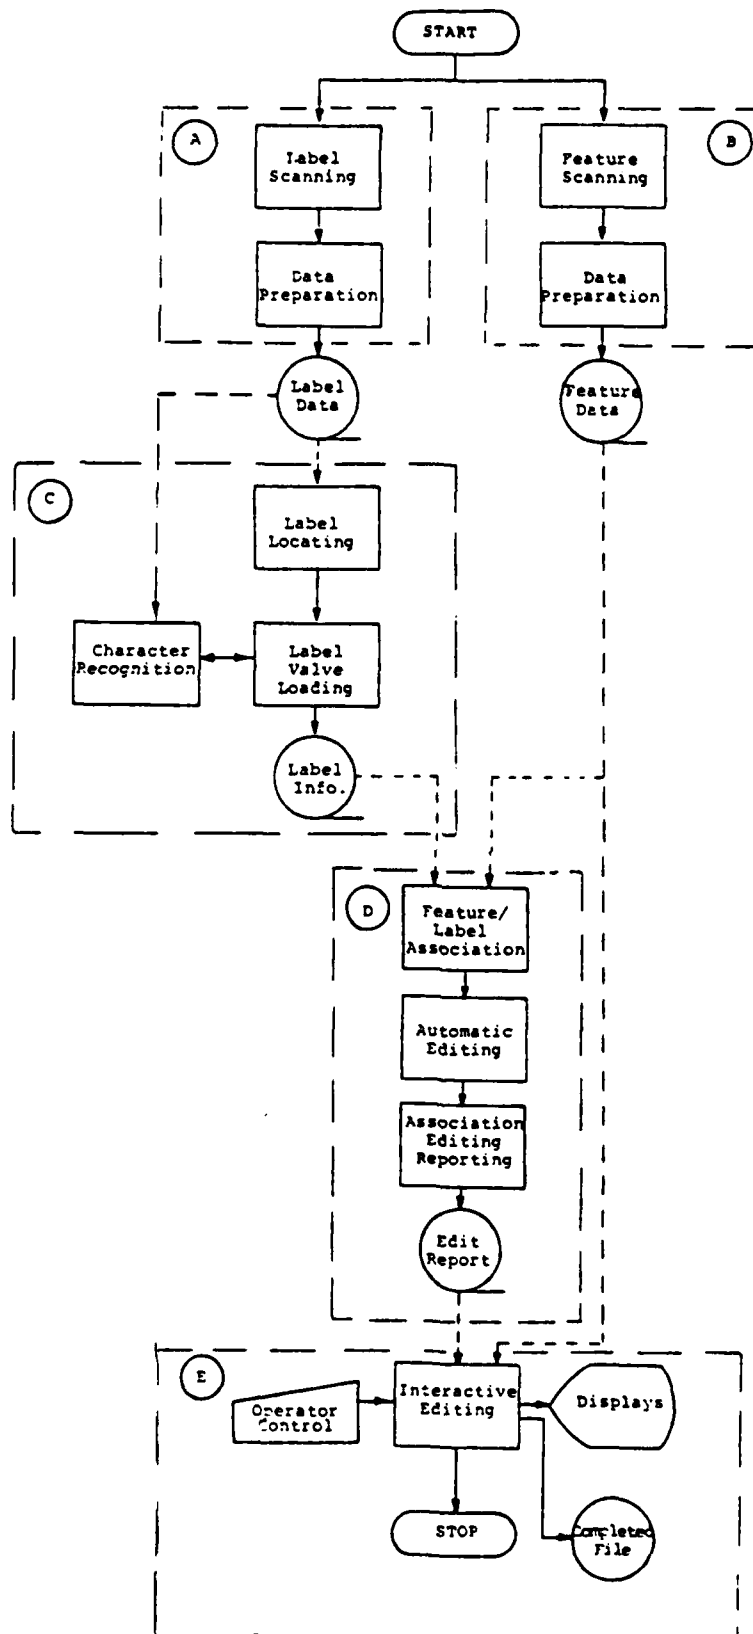 START
A
Label
Scanning
Data
Preparation
B
Feature
Scanning
Data
Preparation
Label
Data
Feature
Data
C
Label
Locating
Character
Recognition
Label
Valve
Loading
Label
Info.
D
Feature/
Label
Association
Automatic
Editing
Association
Editing
Reporting
Edit
Report
E
Operator
Control
Interactive
Editing
Displays
STOP
Completed
File